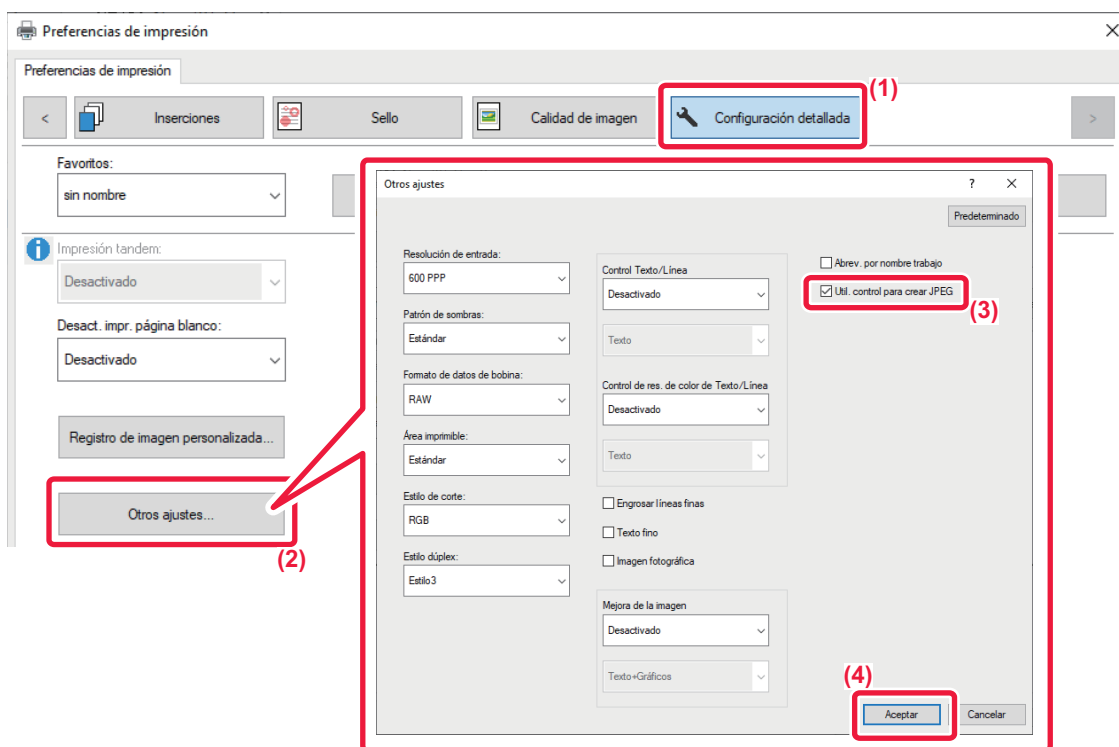 Preferencias de impresión
Preferencias de impresión
(1)
<
Inserciones
Sello
Calidad de imagen
Configuración detallada
>
Favoritos:
sin nombre
Impresión tandem:
Desactivado
Desact. impr. página blanco:
Desactivado
Registro de imagen personalizada...
Otros ajustes...
(2)
Otros ajustes
?
Predeterminado
Resolución de entrada:
600 PPP
Patrón de sombras:
Estándar
Formato de datos de bobina:
RAW
Área imprimible:
Estándar
Estilo de corte:
RGB
Estilo dúplex:
Estilo3
Control Texto/Línea
Desactivado
Texto
Control de res. de color de Texto/Línea
Desactivado
Texto
Engrosar líneas finas
Texto fino
Imagen fotográfica
Mejora de la imagen
Desactivado
Texto+Gráficos
Abrev. por nombre trabajo
Util. control para crear JPEG
(3)
(4)
Aceptar
Cancelar